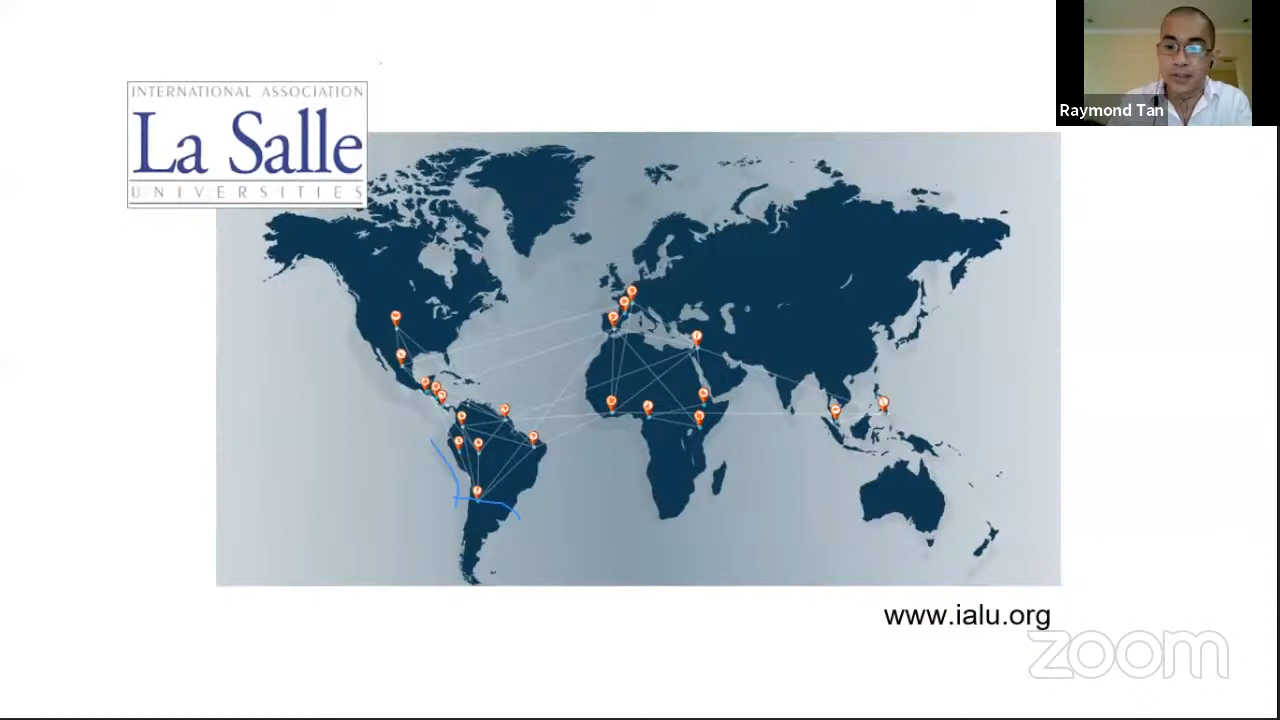 INTERNATIONAL ASSOCIATION
La Salle
UNIVERSITIES
Raymond Tan
www.ialu.org
zoom